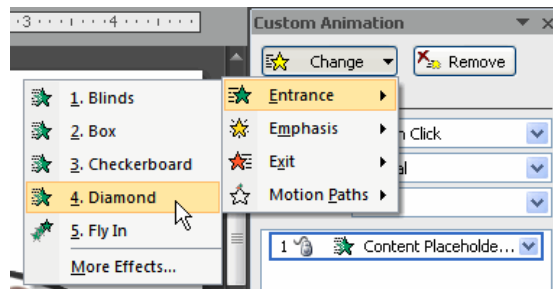 3 4
Custom Animation
Change Remove
1. Blinds
2. Box
3. Checkerboard
4. Diamond
5. Fly In
More Effects...
Entrance
Emphasis
Exit
Motion Paths
Click
1 Content Placeholde...